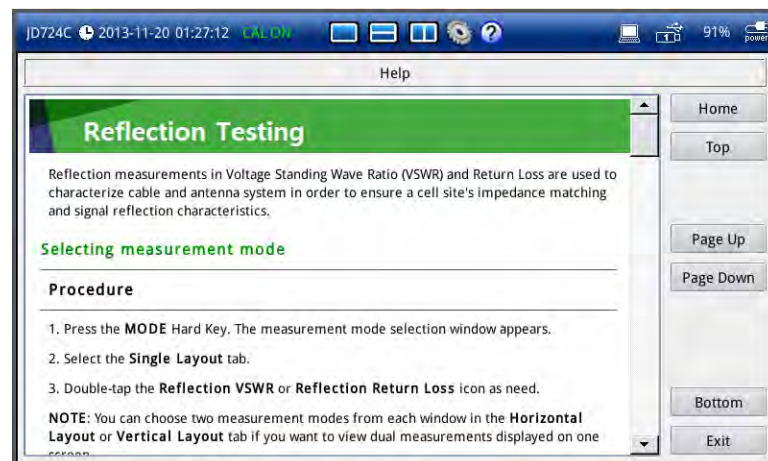 JD724C 2013-11-20 01:27:12 CAL ON
91%
power
Help
Home
Top
Page Up
Page Down
Bottom
Exit
Reflection Testing
Reflection measurements in Voltage Standing Wave Ratio (VSWR) and Return Loss are used to
characterize cable and antenna system in order to ensure a cell site's impedance matching
and signal reflection characteristics.
Selecting measurement mode
Procedure
1. Press the MODE Hard Key. The measurement mode selection window appears.
2. Select the Single Layout tab.
3. Double-tap the Reflection VSWR or Reflection Return Loss icon as need.
NOTE: You can choose two measurement modes from each window in the Horizontal
Layout or Vertical Layout tab if you want to view dual measurements displayed on one